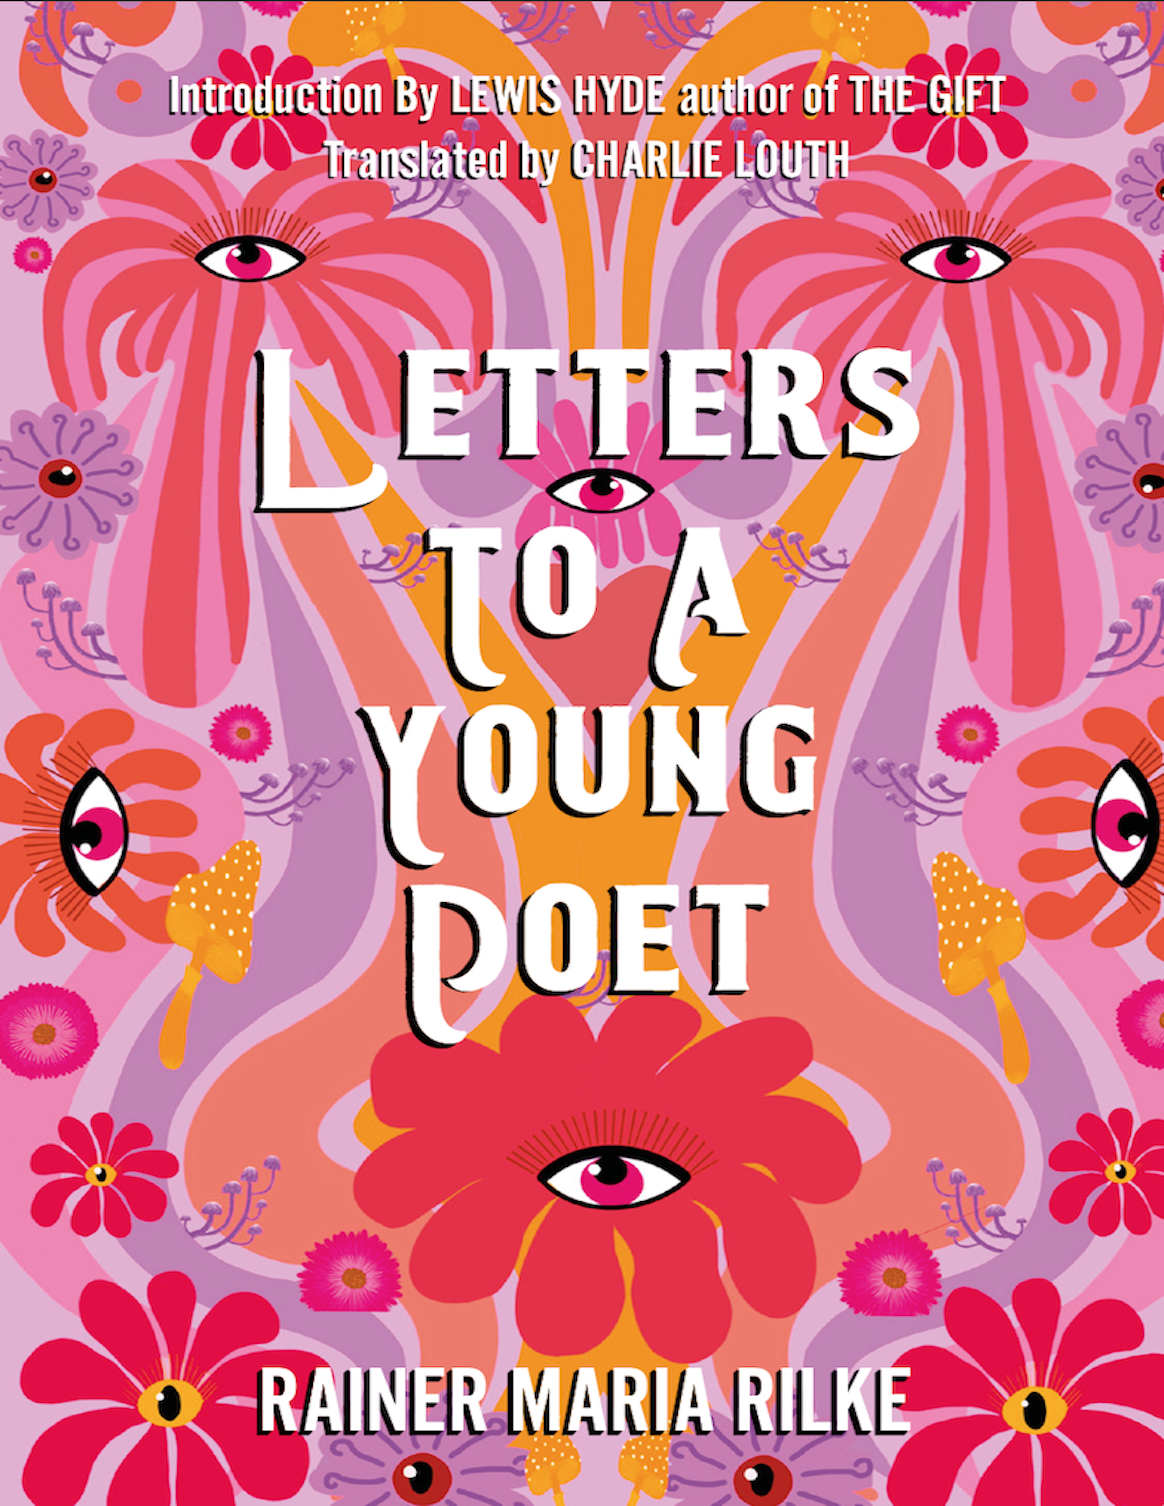 Introduction By LEWIS HYDE author of THE GIFT
Translated by CHARLIE LOUTH
LETTERS
TO A
YOUNG
POET
RAINER MARIA RILKE